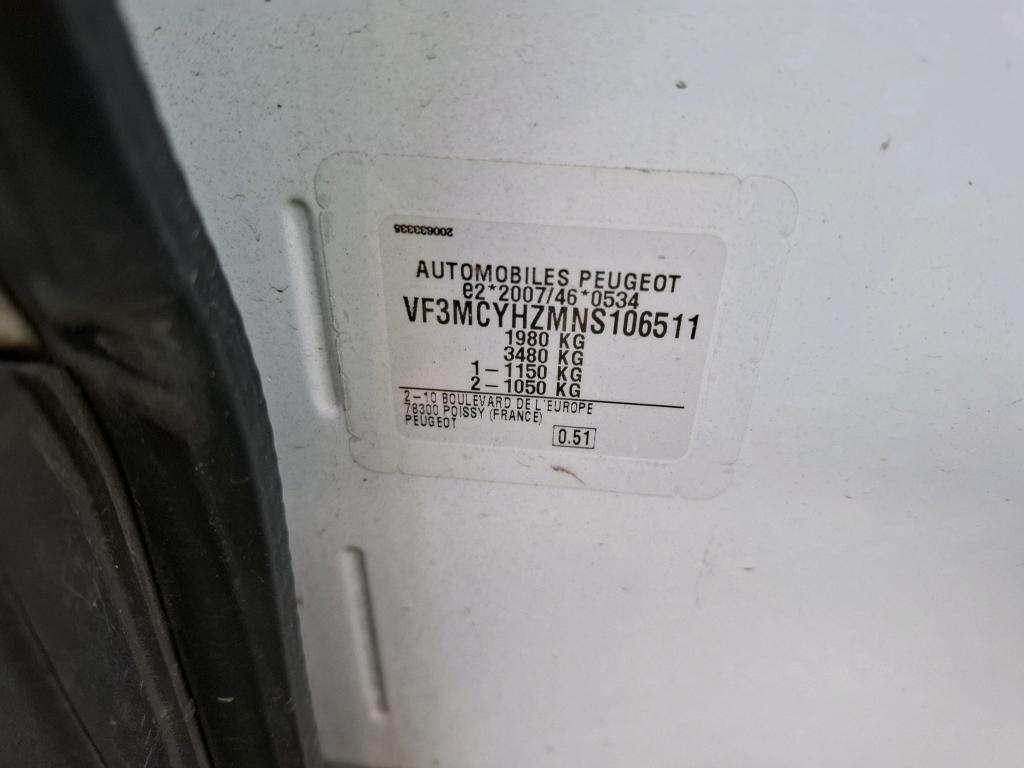 200633335
AUTOMOBILES PEUGEOT
e2*2007/46*0534
VF3MCYHZMNS106511
1980 KG
3480 KG
1-1150 KG
2-1050 KG
2-10 BOULEVARD DE L'EUROPE
78300 POISSY (FRANCE)
PEUGEOT
0.51